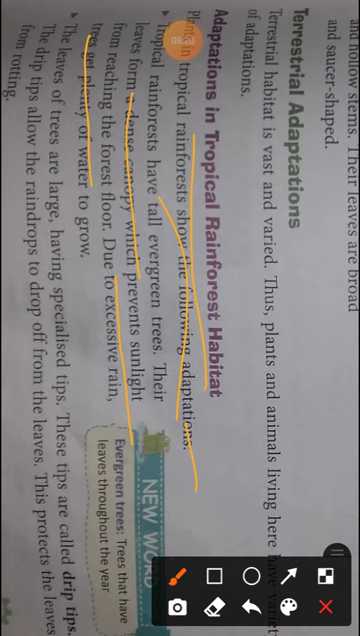 and hollow stems. Their leaves are broad
and saucer-shaped.
Terrestrial Adaptations
Terrestrial habitat is vast and varied. Thus, plants and animals living here have
of adaptations.
Adaptations in Tropical Rainforest Habitat
in tropical rainforests show the following adaptations.
Tropical rainforests have tall evergreen trees. Their
leaves form a dense canopy which prevents sunlight
from reaching the forest floor. Due to excessive rain,
trees get plenty of water to grow.
The leaves of trees are large, having specialised tips. These tips are called drip tips.
The drip tips allow the raindrops to drop off from the leaves. This protects the leaves
from rotting.
NEW WORD
Evergreen trees: Trees that have
leaves throughout the year